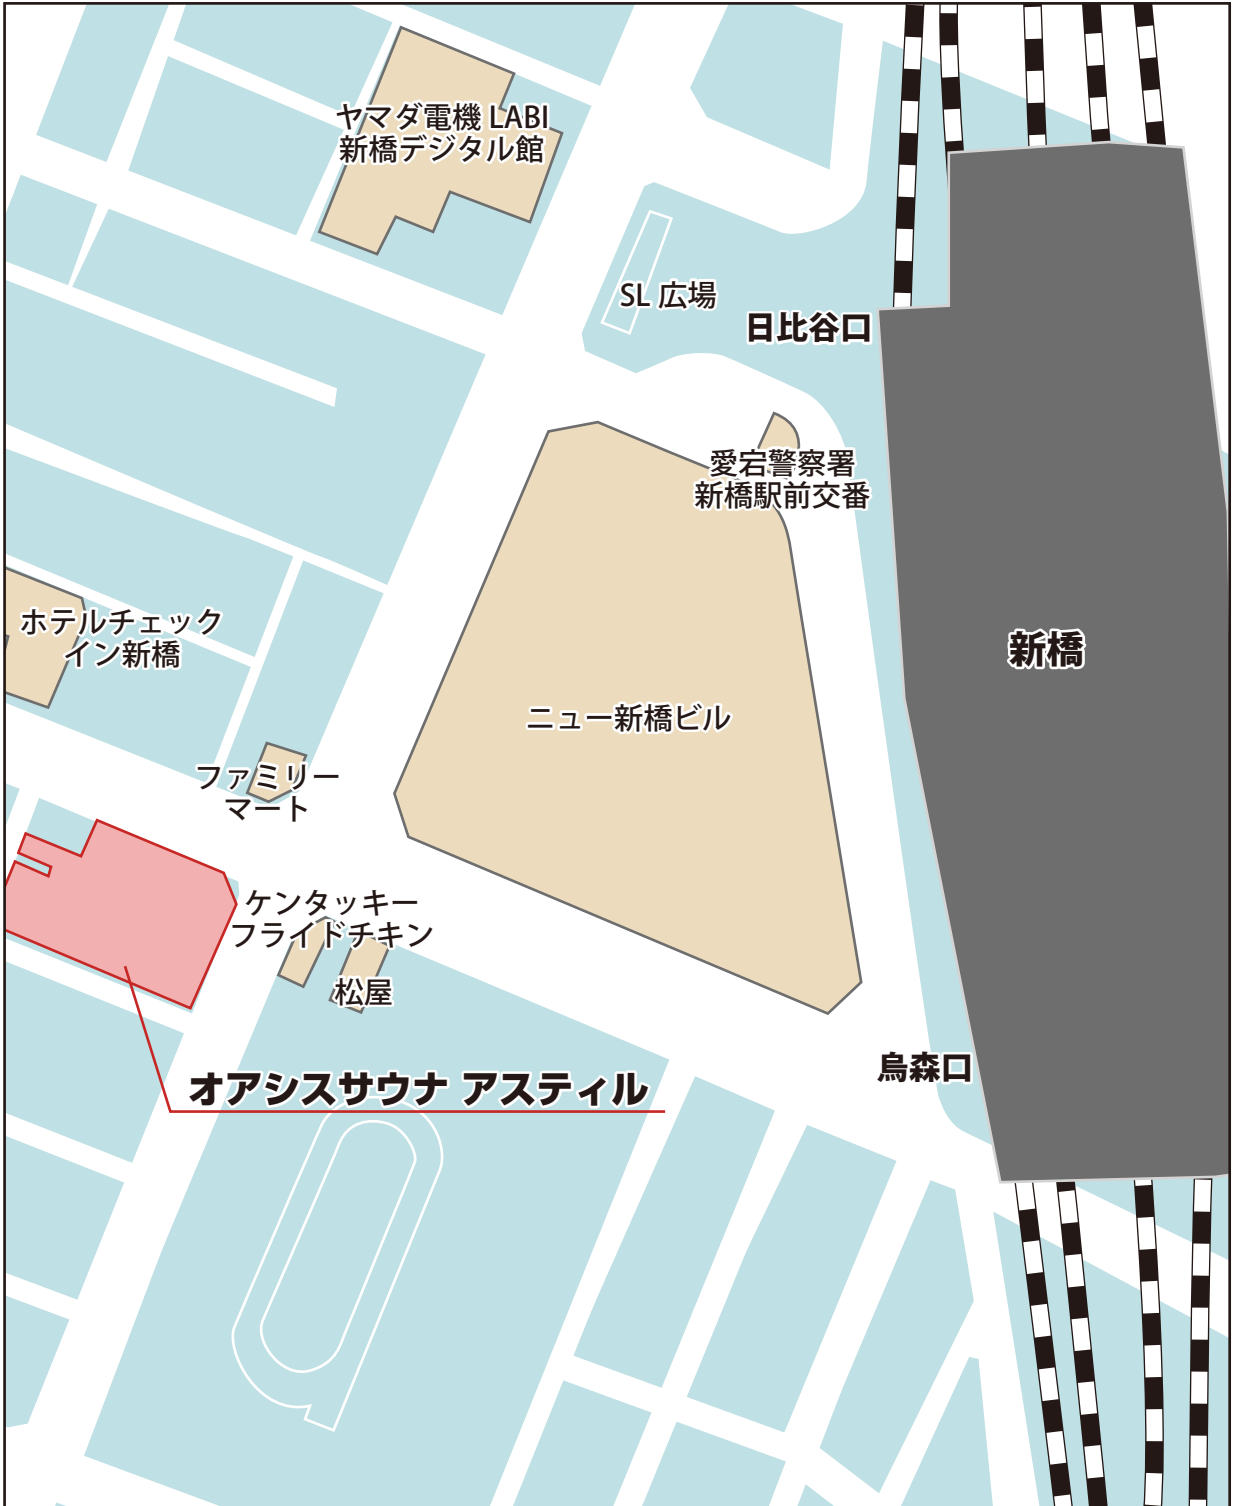 ヤマダ電機 LABI
新橋デジタル館
SL 広場
日比谷口
愛宕警察署
新橋駅前交番
ホテルチェック
イン新橋
新橋
ニュー新橋ビル
ファミリー
マート
ケンタッキー
フライドチキン
松屋
烏森口
オアシスサウナ アスティル